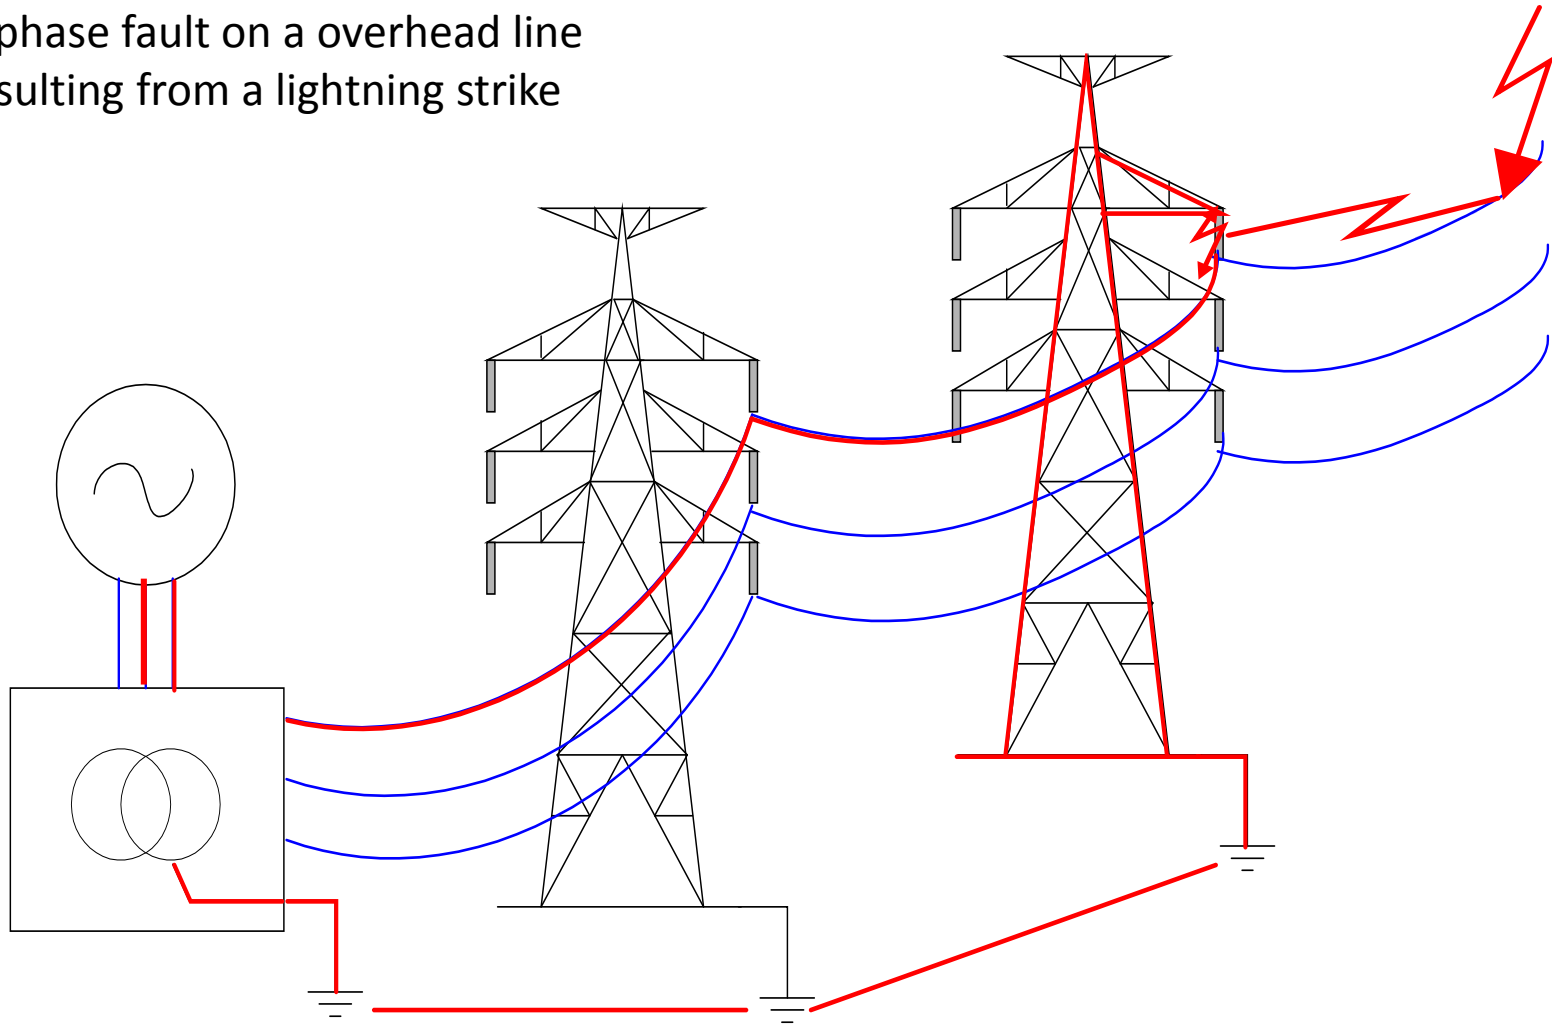 phase fault on a overhead line
sulting from a lightning strike